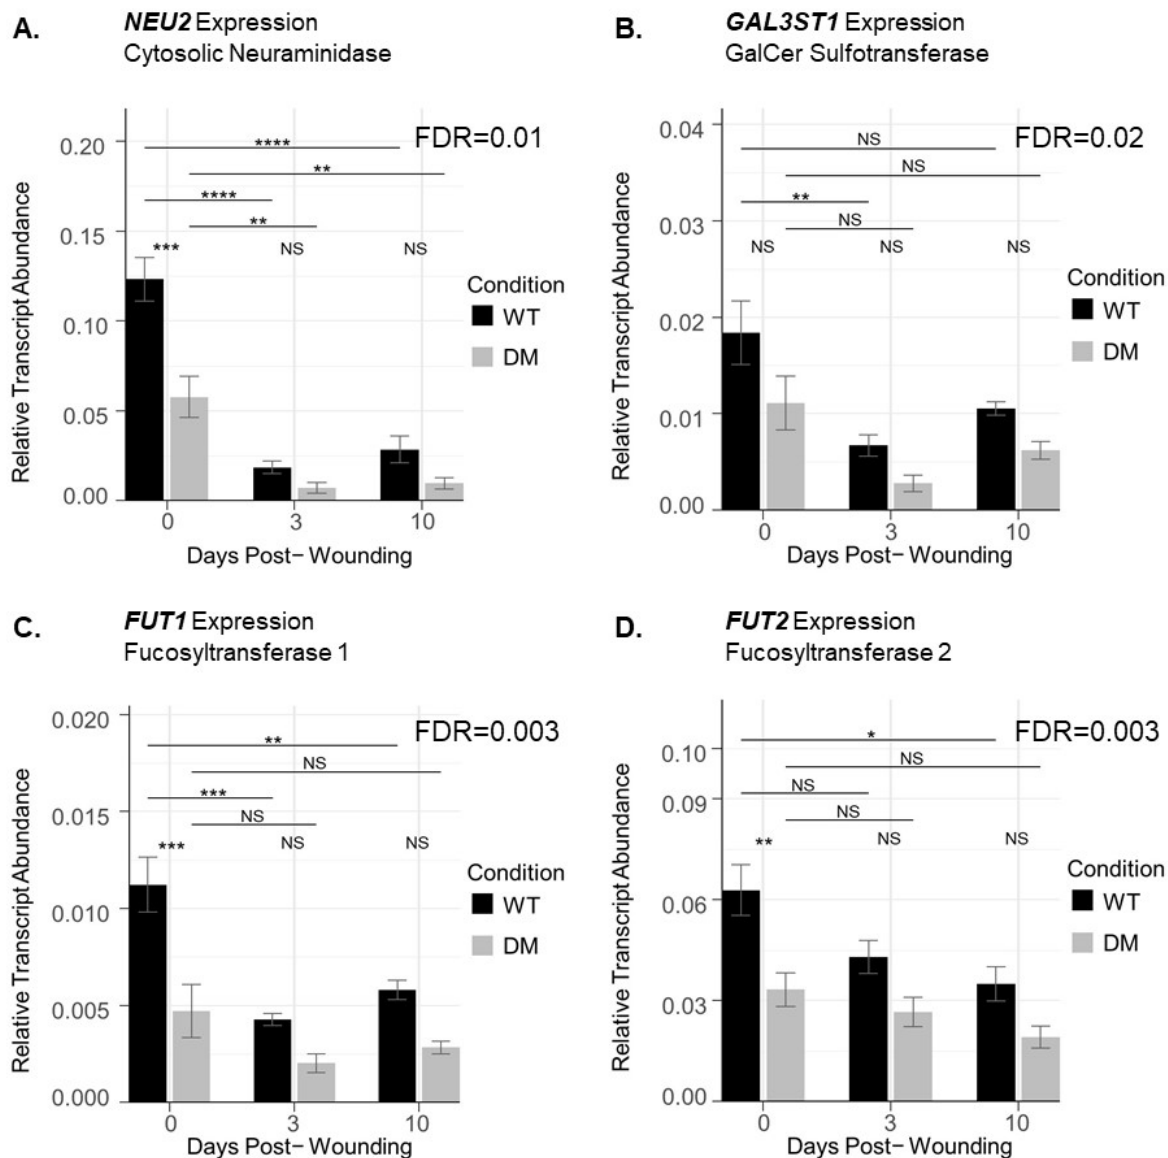 A.
NEU2 Expression
Cytosolic Neuraminidase
FDR=0.01
Relative Transcript Abundance
0.20
0.15
0.10
0.05
0.00
****
**
****
**
***
NS
NS
Condition
WT
DM
0
3
10
Days Post− Wounding
B.
GAL3ST1 Expression
GalCer Sulfotransferase
FDR=0.02
Relative Transcript Abundance
0.04
0.03
0.02
0.01
0.00
NS
NS
**
NS
NS
NS
NS
Condition
WT
DM
0
3
10
Days Post− Wounding
C.
FUT1 Expression
Fucosyltransferase 1
FDR=0.003
Relative Transcript Abundance
0.020
0.015
0.010
0.005
0.000
**
NS
***
NS
***
NS
NS
Condition
WT
DM
0
3
10
Days Post− Wounding
D.
FUT2 Expression
Fucosyltransferase 2
FDR=0.003
Relative Transcript Abundance
0.10
0.09
0.06
0.03
0.00
*
NS
NS
NS
**
NS
NS
Condition
WT
DM
0
3
10
Days Post− Wounding